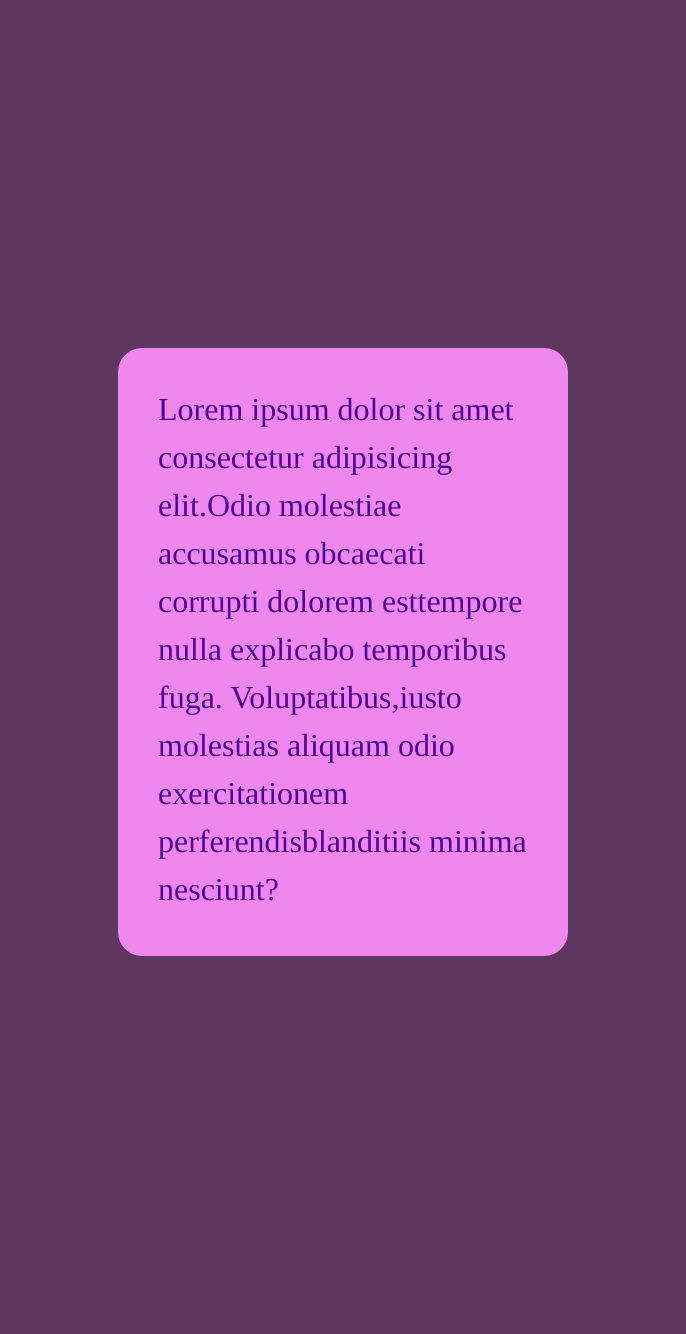 Lorem ipsum dolor sit amet
consectetur adipisicing
elit.Odio molestiae
accusamus obcaecati
corrupti dolorem esttempore
nulla explicabo temporibus
fuga. Voluptatibus,iusto
molestias aliquam odio
exercitationem
perferendisblanditiis minima
nesciunt?